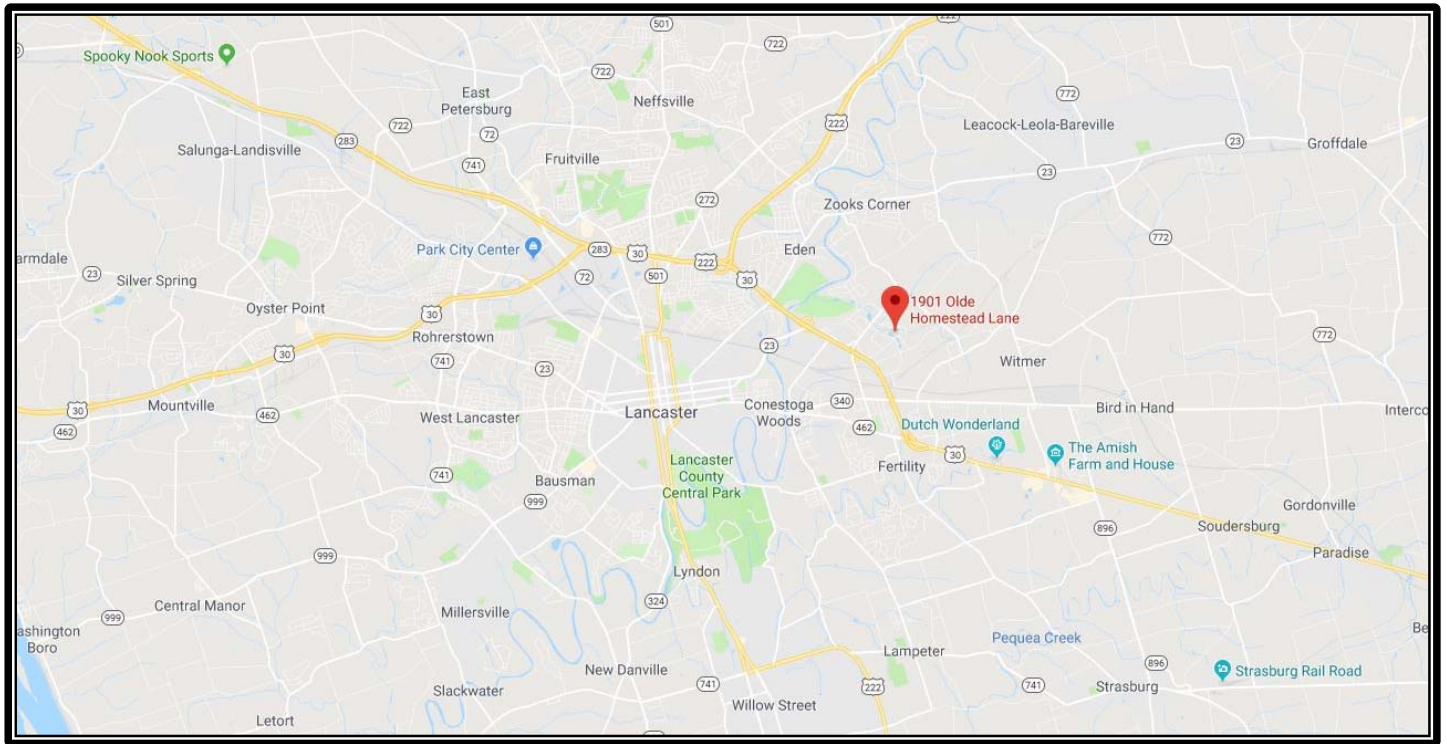 501
222
Spooky Nook Sports
722
722
East
Petersburg
Neffsville
772
722
222
Leacock-Leola-Bareville
283
72
23
Groffdale
Salunga-Landisville
741
Fruitville
23
272
Zooks Corner
772
Park City Center
283
30
Eden
222
armdale
23
Silver Spring
72
501
30
Oyster Point
30
1901 Olde
Homestead Lane
Rohrerstown
741
23
772
30
23
Witmer
Mountville
30
462
462
West Lancaster
Lancaster
Conestoga
Woods
340
Bird in Hand
Interco
462
Dutch Wonderland
30
The Amish
Farm and House
Lancaster
County
Central Park
Fertility
741
Bausman
999
Gordonville
896
Soudersburg
999
Paradise
Lyndon
324
Central Manor
999
Millersville
ashington
Boro
Pequea Creek
Be
New Danville
Lampeter
896
Strasburg Rail Road
Slackwater
741
222
741
Strasburg
Willow Street
Letort